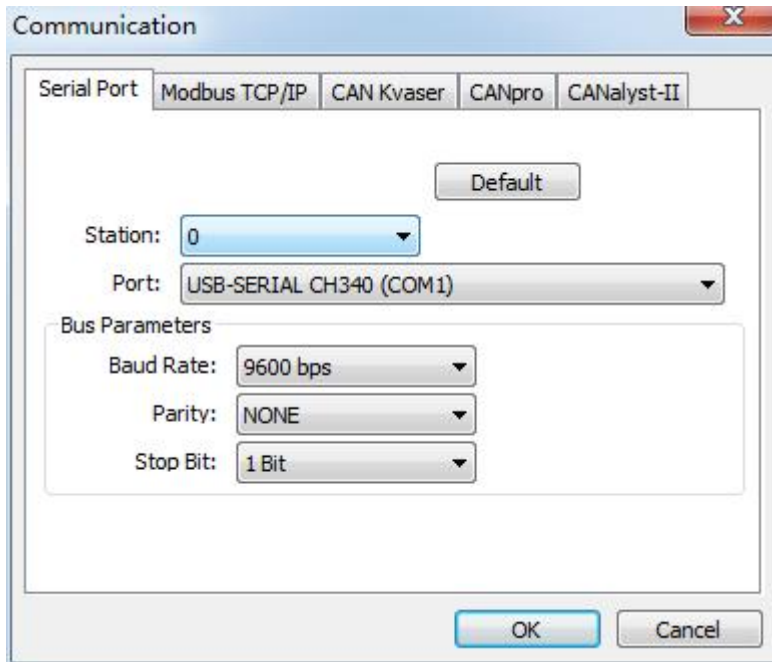 Communication
Serial Port Modbus TCP/IP CAN Kvaser CANpro CANalyst-II
Default
Station: 0
Port: USB-SERIAL CH340 (COM1)
Bus Parameters
Baud Rate: 9600 bps
Parity: NONE
Stop Bit: 1 Bit
OK Cancel